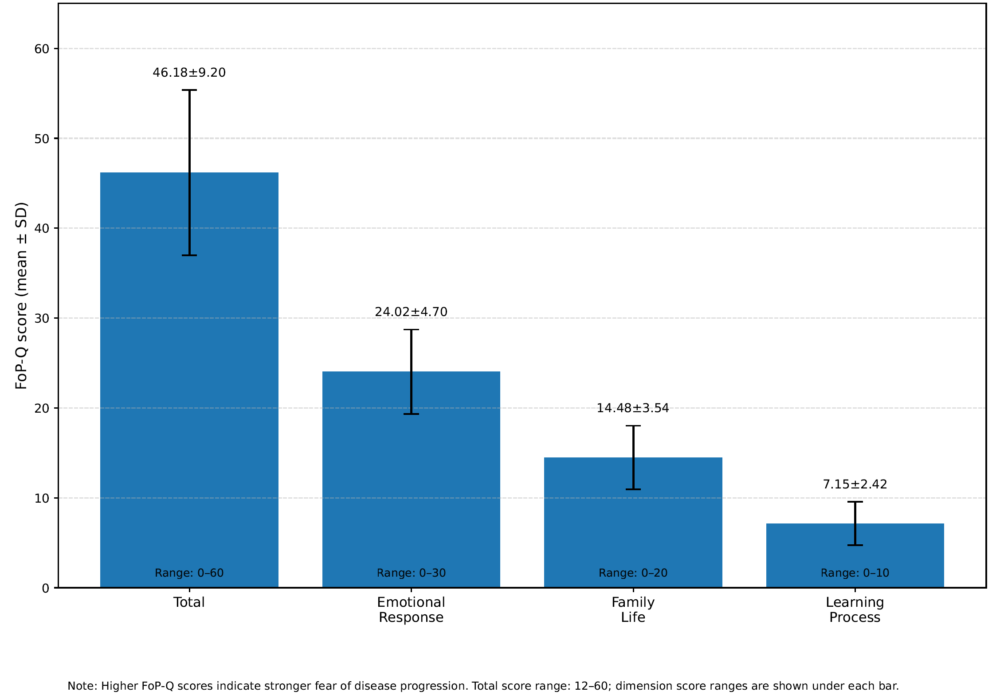 FoP-Q score (mean ± SD)
60
50
40
30
20
10
0
46.18±9.20
24.02±4.70
14.48±3.54
7.15±2.42
Range: 0–60
Range: 0–30
Range: 0–20
Range: 0–10
Total
Emotional
Response
Family
Life
Learning
Process
Note: Higher FoP-Q scores indicate stronger fear of disease progression. Total score range: 12–60; dimension score ranges are shown under each bar.